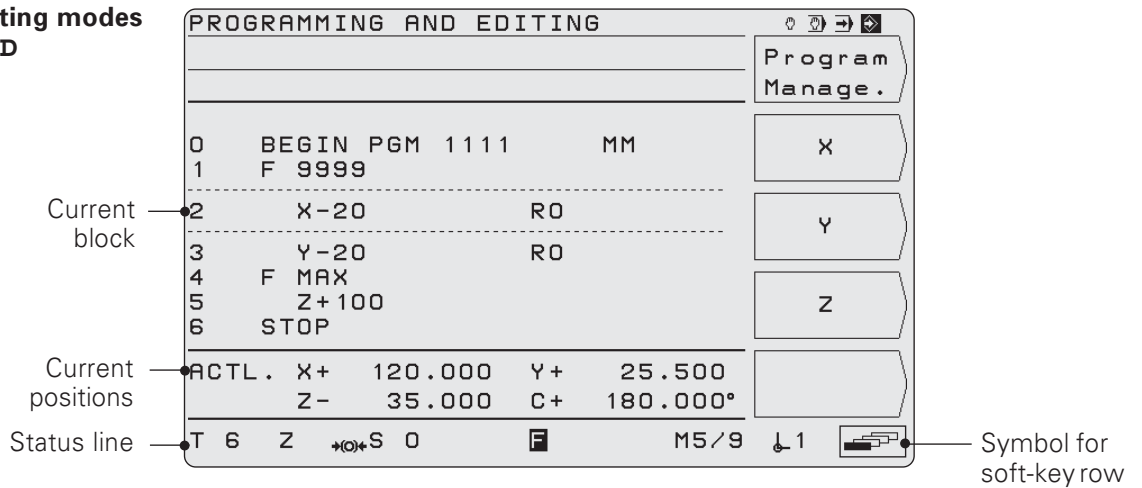 ting modes
D
PROGRAMMING AND EDITING
Program
Manage.
0 BEGIN PGM 1111 MM
1 F 9999
X
Current
block
2 X-20 R0
Y
3 Y-20 R0
4 F MAX
5 Z+100
6 STOP
Z
Current
positions
ACTL. X+ 120.000 Y+ 25.500
Z- 35.000 C+ 180.000°
Status line
T 6 Z S 0 F M5/9 1
Symbol for
soft-key row